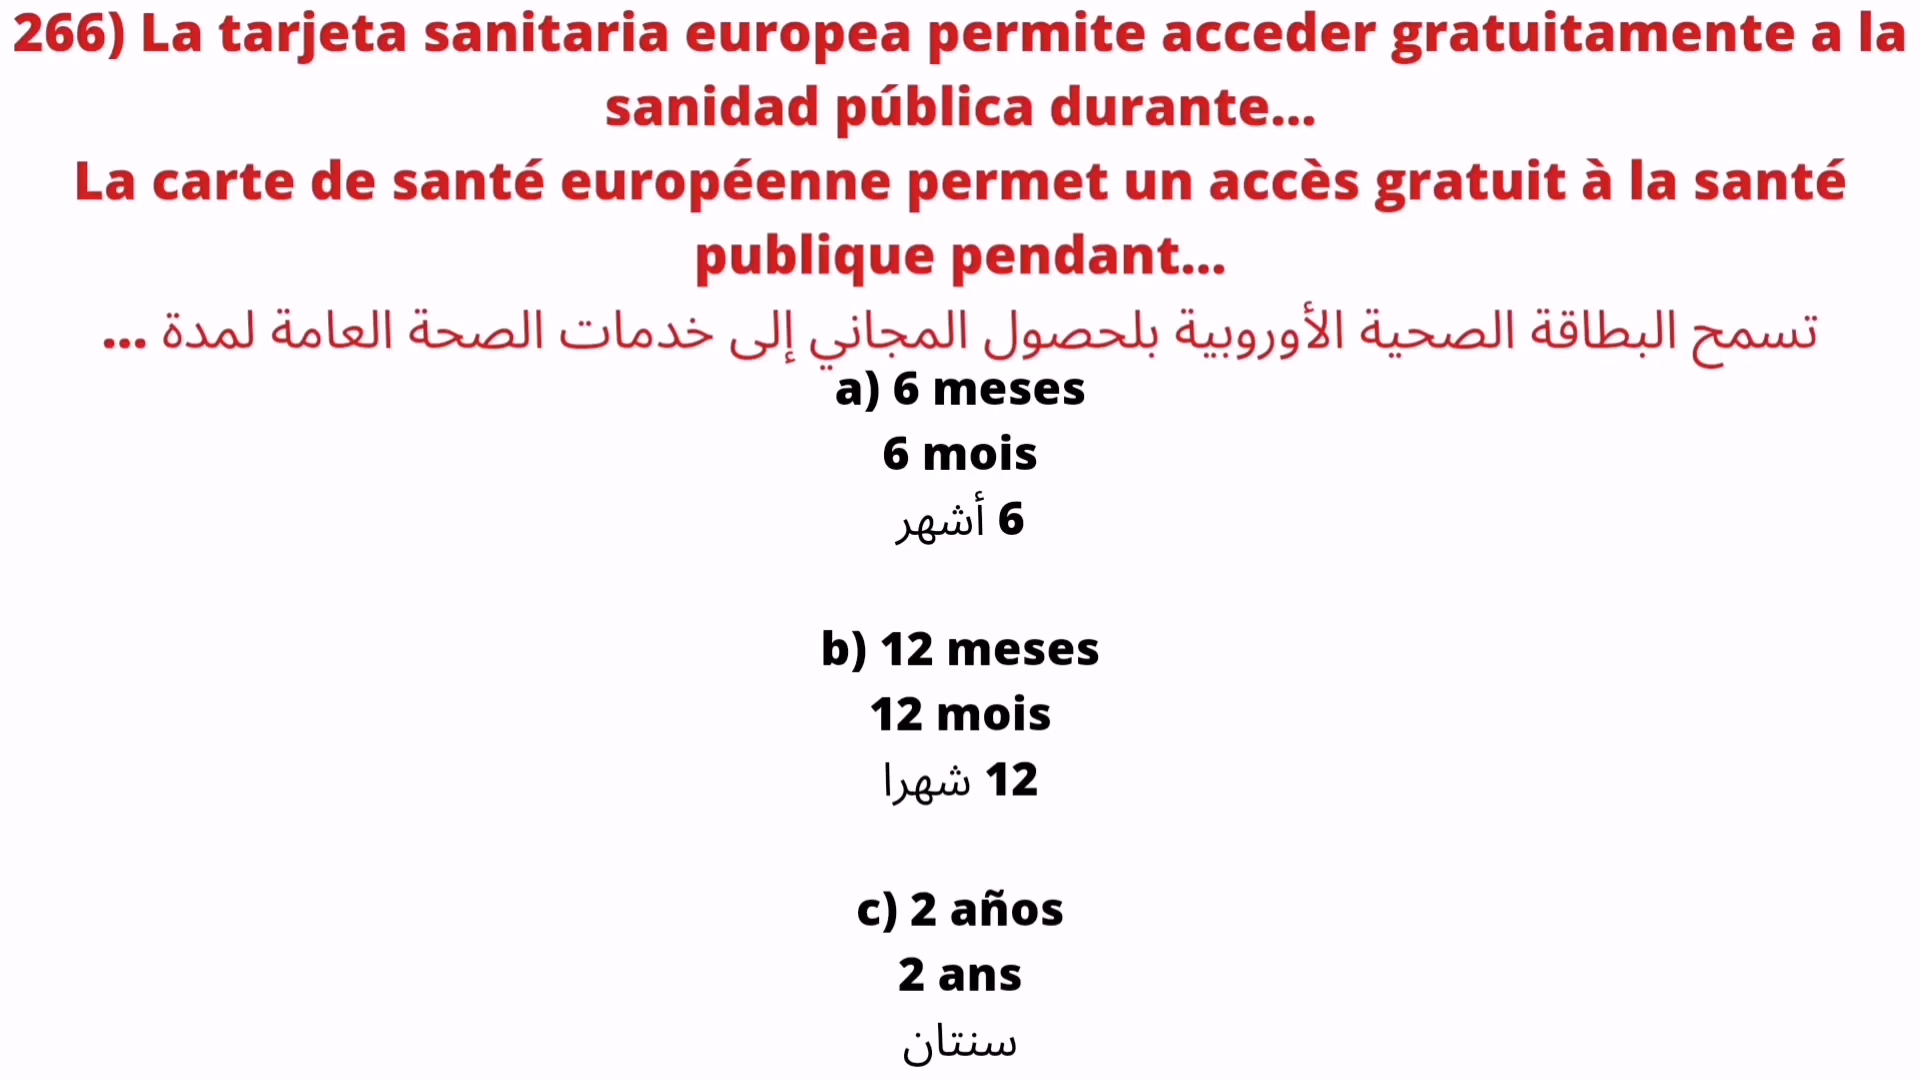 266) La tarjeta sanitaria europea permite acceder gratuitamente a la
sanidad pública durante...
La carte de santé européenne permet un accès gratuit à la santé
publique pendant...
تسمح البطاقة الصحية الأوروبية بلحصول المجاني إلى خدمات الصحة العامة لمدة ...
a) 6 meses
6 mois
6 أشهر
b) 12 meses
12 mois
12 شهرا
c) 2 años
2 ans
سنتان